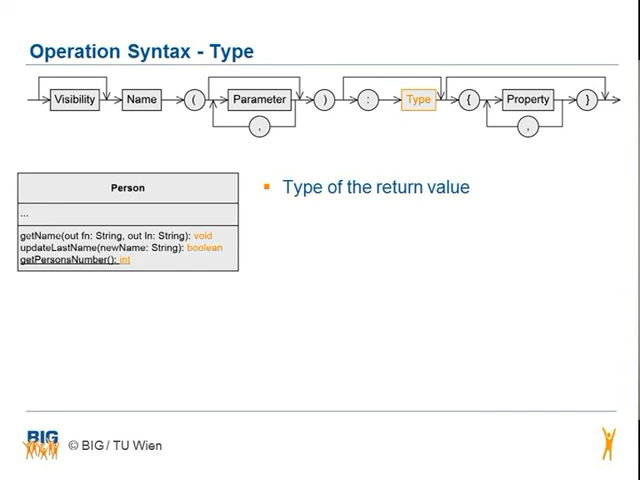 Operation Syntax - Type
Visibility Name ( Parameter ) : Type { Property }
, ,
Person
...
getName(out fn: String, out ln: String): void
updateLastName(newName: String): boolean
getPersonsNumber(): int
Type of the return value
BIG
© BIG / TU Wien